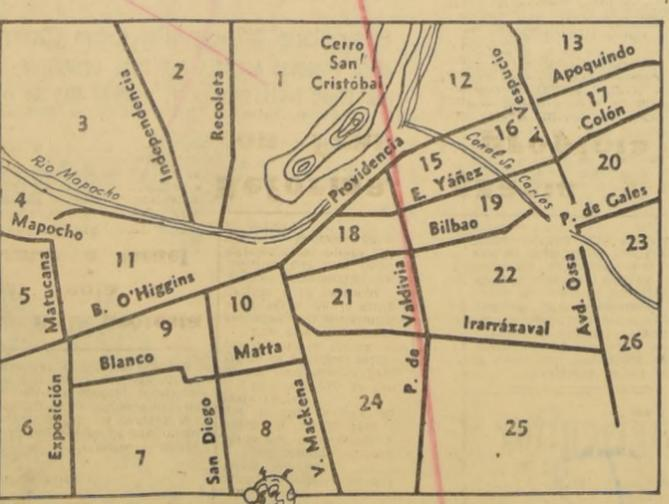 Cerro
San
Cristóbal
13
Apoquindo
2
1
12
A. Vespucio
17
Colón
Independencia
Recoleta
3
16
Canal Sn. Carlos
Providencia
15
E. Yáñez
20
Rio Mapocho
4
Mapocho
19
P. de Gales
18
Bilbao
23
11
Matucana
B. O'Higgins
22
5
10
21
Valdivia
P. de
Avd. Ossa
9
Irarrázaval
26
Blanco
Matta
Exposición
6
7
San Diego
8
V. Mackena
24
25